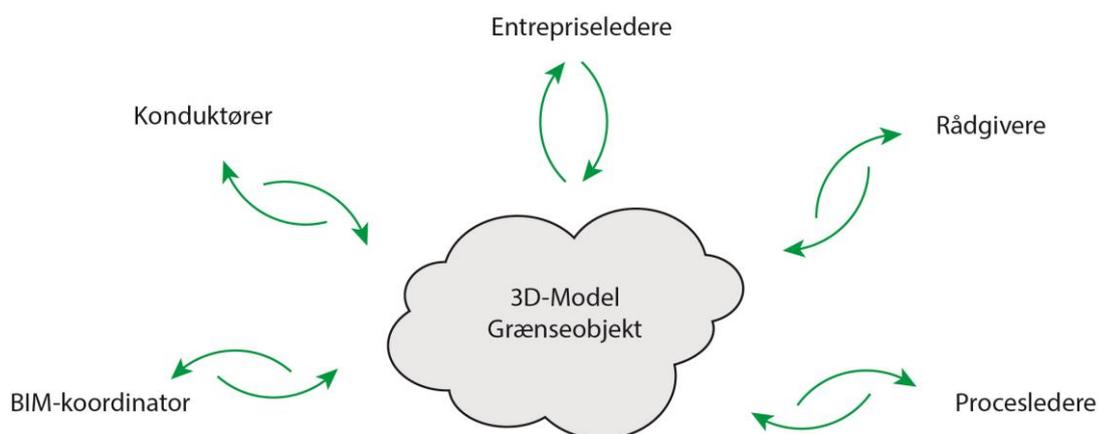 Entrepriseledere
Konduktører
Rådgivere
3D-Model
Grænseobjekt
BIM-koordinator
Procesledere